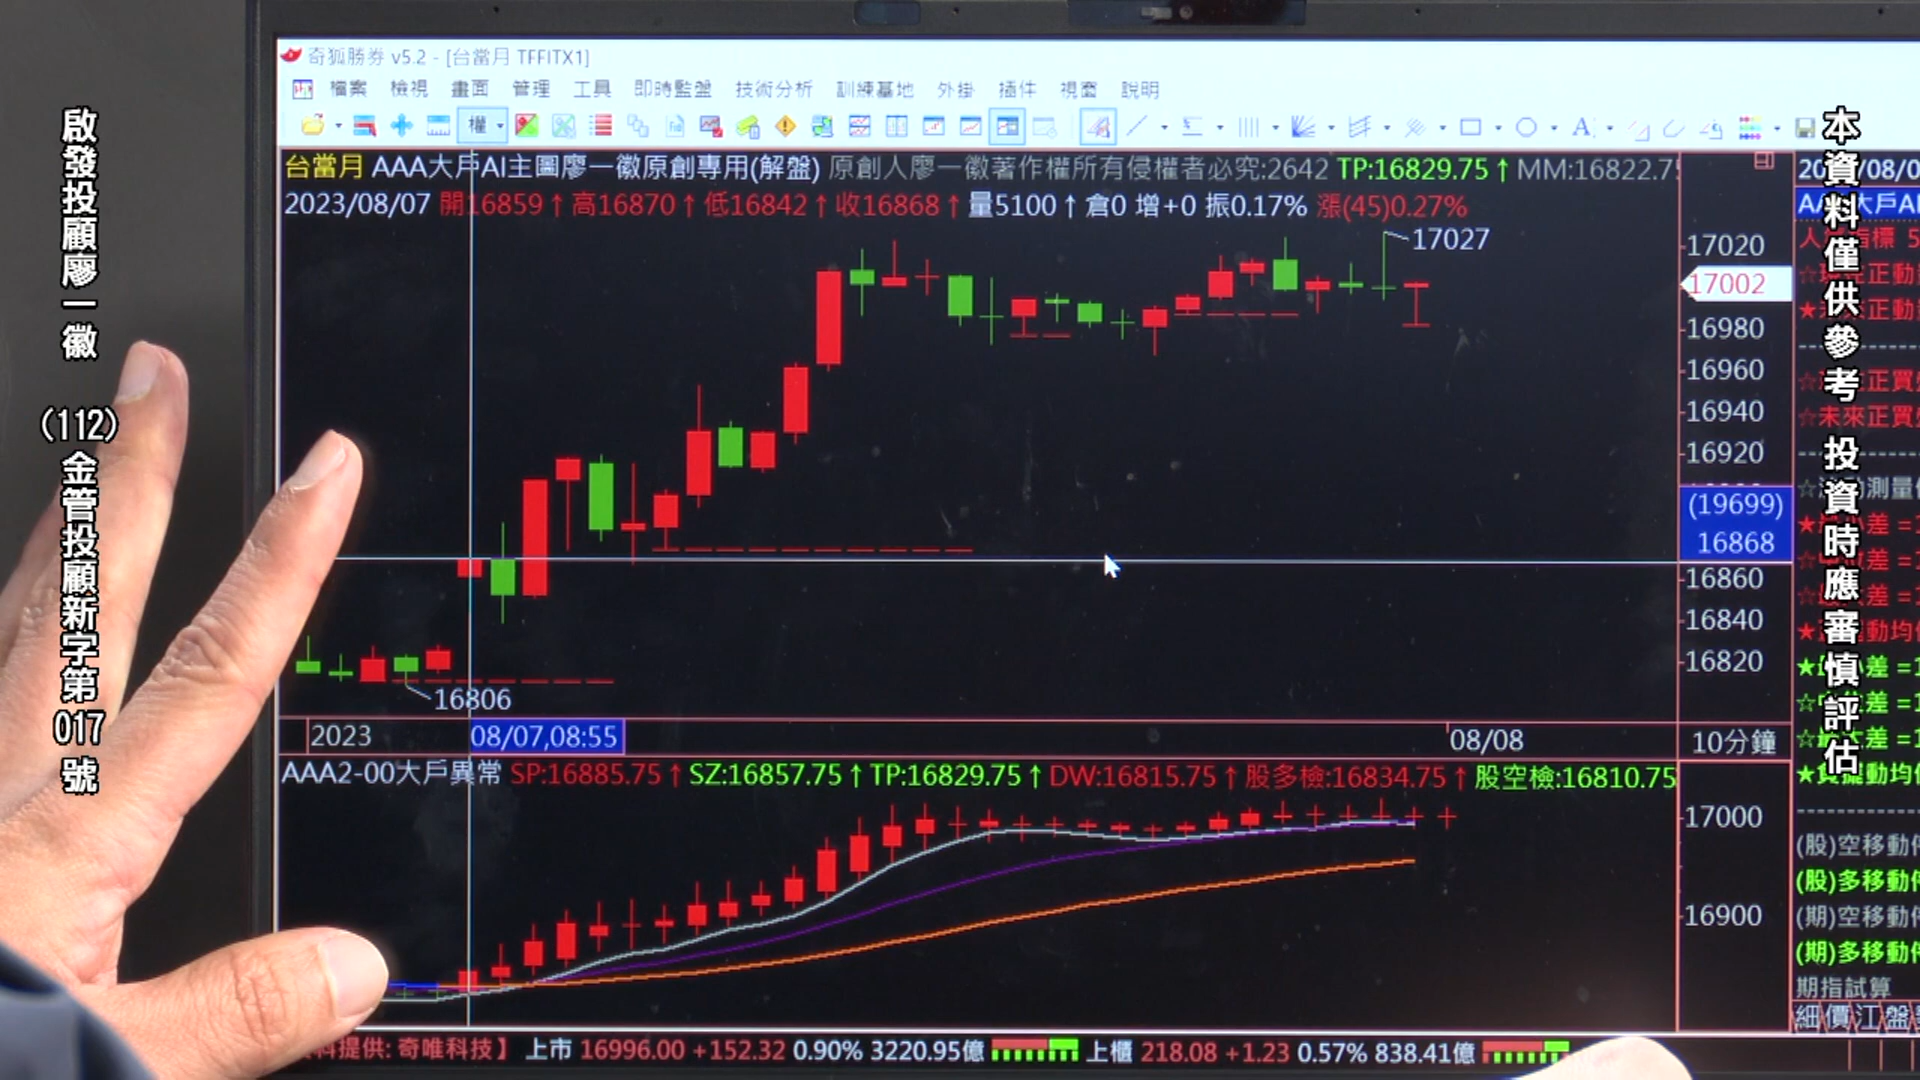 奇狐勝券 v5.2 - [台當月 TFFITX1]
檔案 檢視 畫面 管理 工具 即時監盤 技術分析 訓練基地 外掛 插件 視窗 說明
權
台當月 AAA大戶AI主圖廖一徽原創專用(解盤) 原創人廖一徽著作權所有侵權者必究:2642 TP:16829.75↑ MM:16822.75
2023/08/07 開16859↑ 高16870↑ 低16842↑ 收16868↑ 量5100↑ 倉0 增+0 振0.17% 漲(45)0.27%
17027
17020
17002
16980
16960
16940
16920
(19699)
16868
16860
16840
16820
16806
2023 08/07,08:55 08/08 10分鐘
AAA2-00大戶異常 SP:16885.75↑ SZ:16857.75↑ TP:16829.75↑ DW:16815.75↑ 股多檢:16834.75↑ 股空檢:16810.75
17000
16900
(股)空移動停
(股)多移動停
(期)空移動停
(期)多移動停
期指試算
細價江盤
料提供: 奇唯科技】 上市 16996.00 +152.32 0.90% 3220.95億 上櫃 218.08 +1.23 0.57% 838.41億
啟發投顧廖一徽
(112)金管投顧新字第017號
本資料僅供參考
投資時應審慎評估